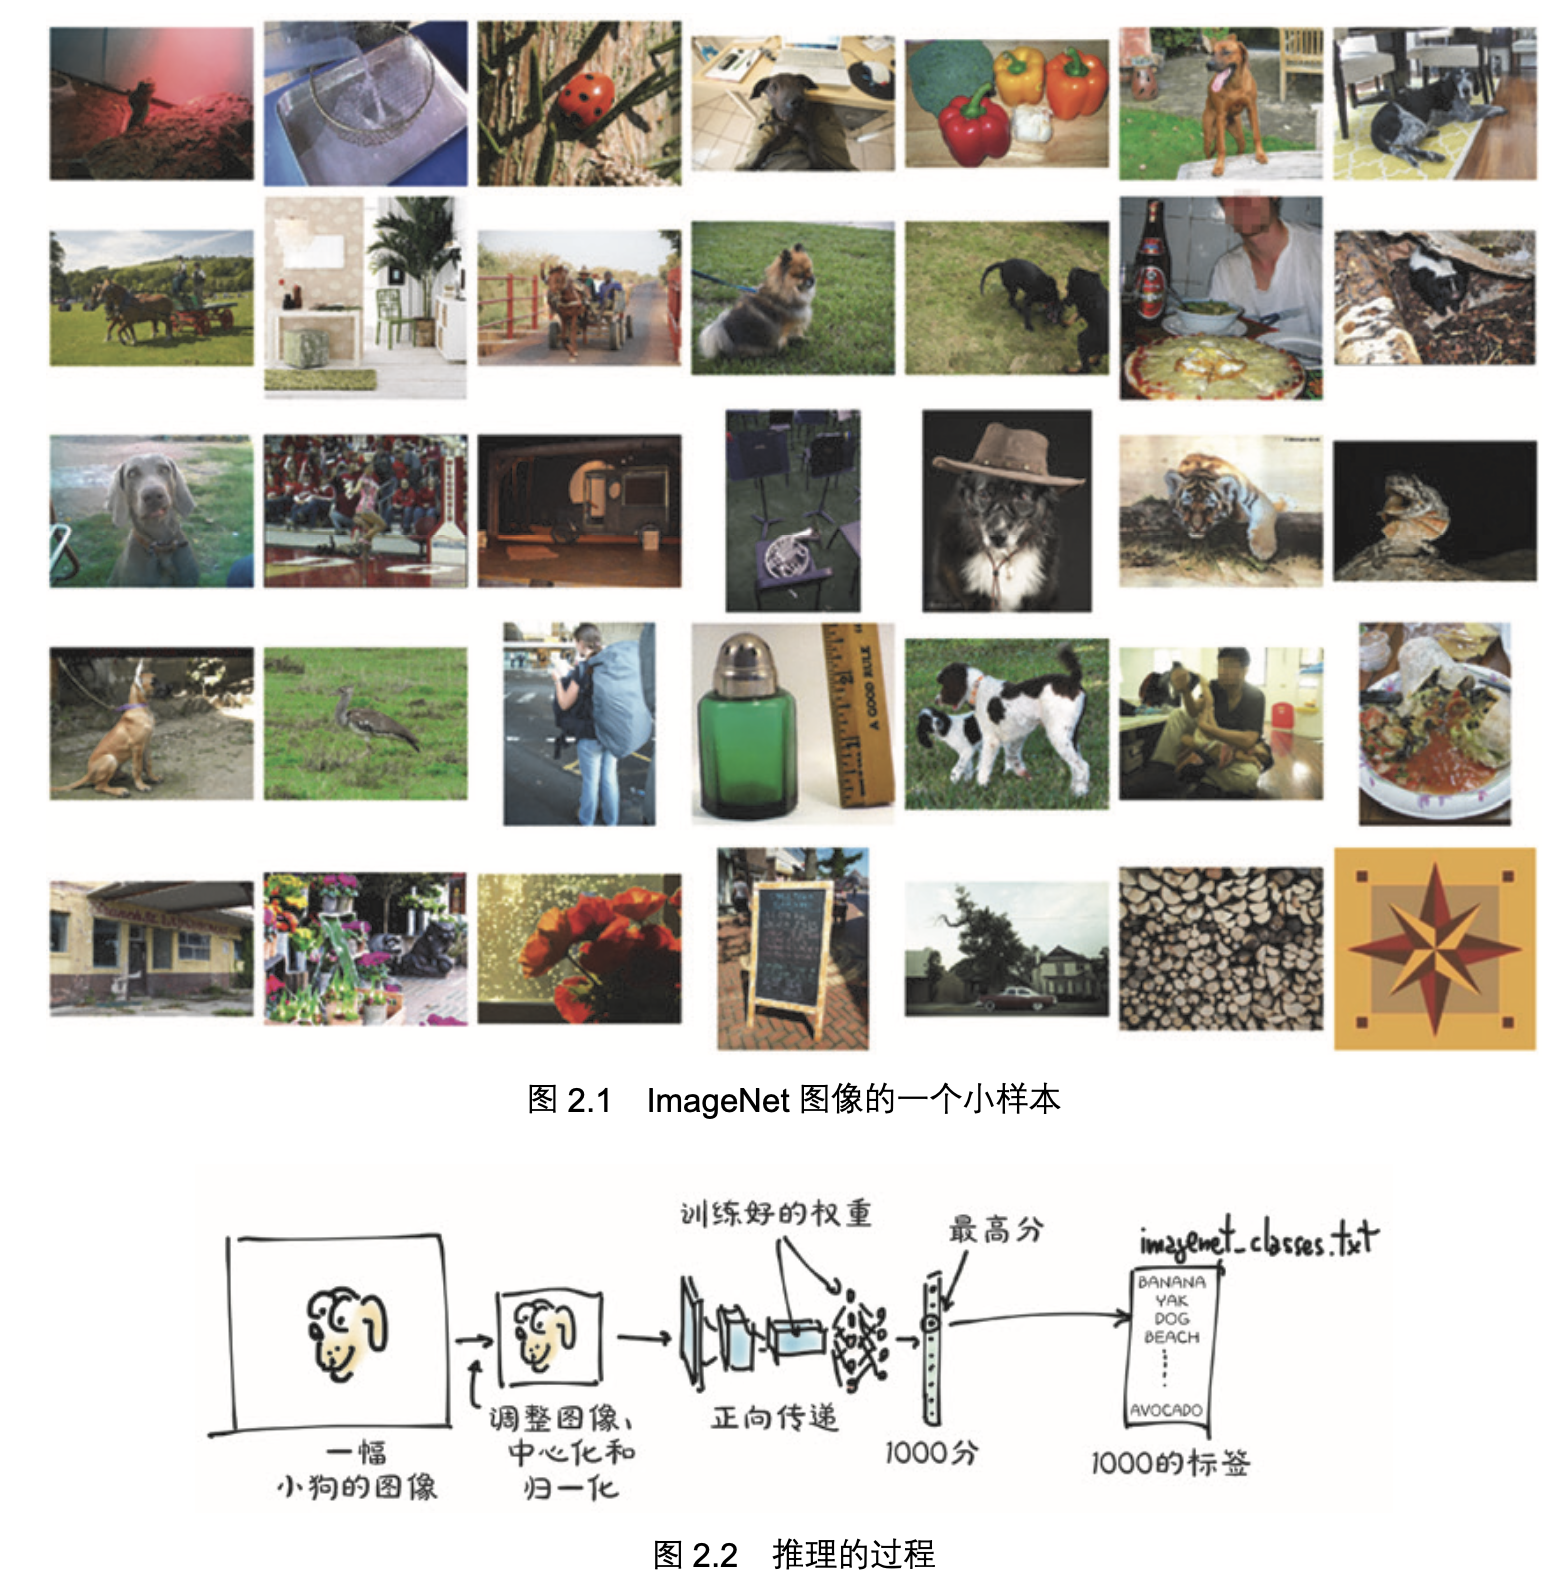 A GOOD RULE
图 2.1 ImageNet 图像的一个小样本
训练好的权重
最高分
imagenet_classes.txt
BANANA
YAK
DOG
BEACH
AVOCADO
调整图像、
中心化和
归一化
正向传递
1000分
1000的标签
一幅
小狗的图像
图 2.2 推理的过程